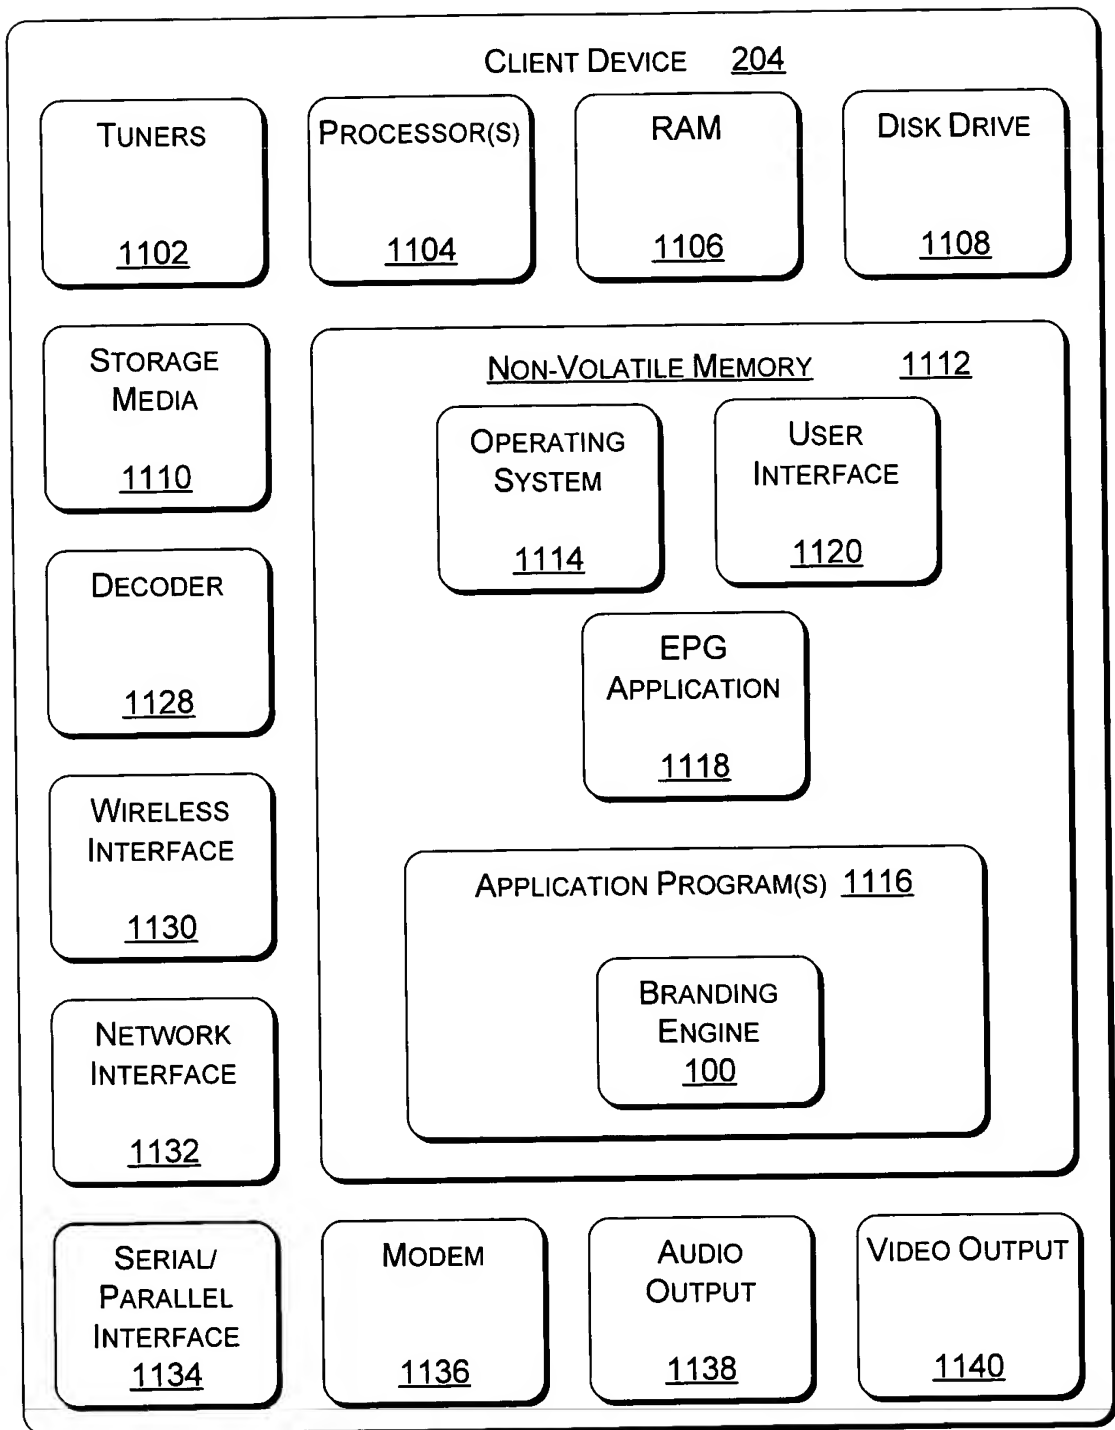 CLIENT DEVICE 204
TUNERS
1102
PROCESSOR(S)
1104
RAM
1106
DISK DRIVE
1108
STORAGE
MEDIA
1110
NON-VOLATILE MEMORY 1112
OPERATING
SYSTEM
1114
USER
INTERFACE
1120
EPG
APPLICATION
1118
APPLICATION PROGRAM(S) 1116
BRANDING
ENGINE
100
DECODER
1128
WIRELESS
INTERFACE
1130
NETWORK
INTERFACE
1132
SERIAL/
PARALLEL
INTERFACE
1134
MODEM
1136
AUDIO
OUTPUT
1138
VIDEO OUTPUT
1140